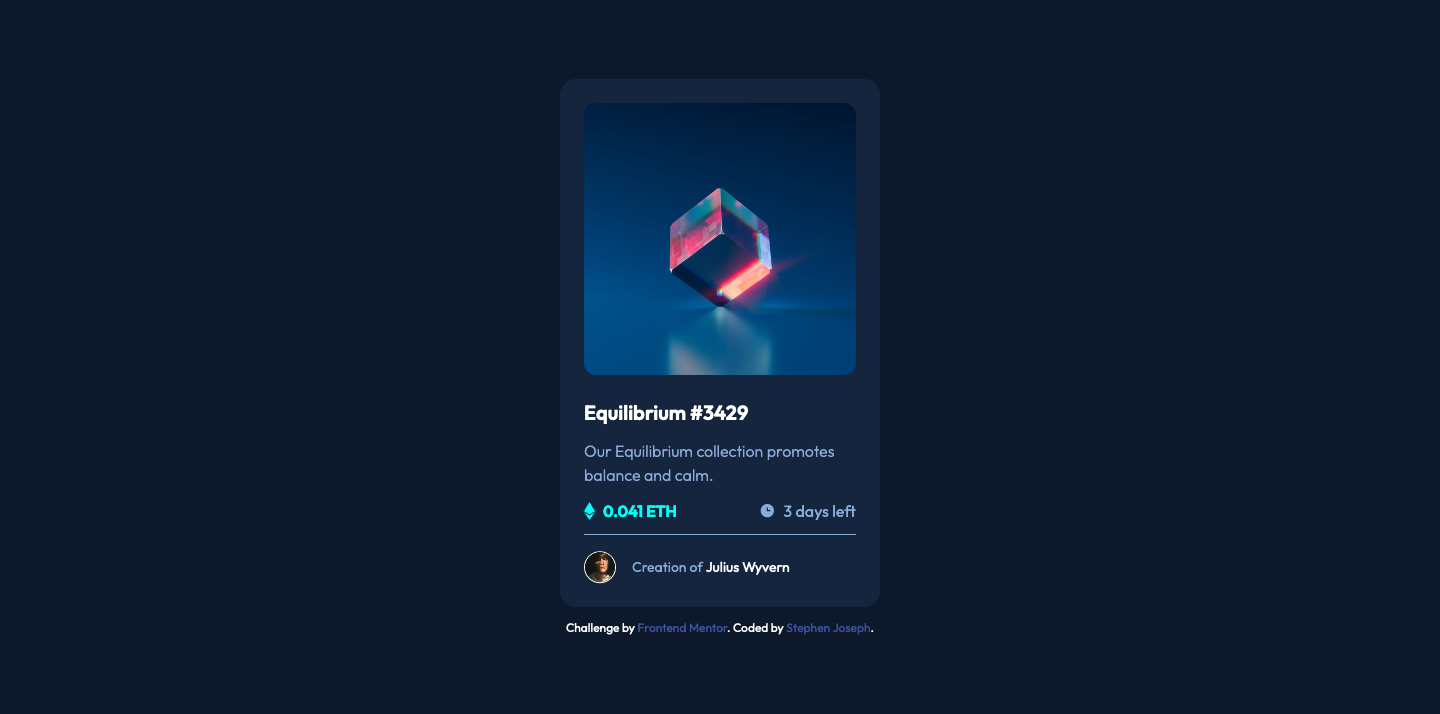 Equilibrium #3429
Our Equilibrium collection promotes
balance and calm.
0.041 ETH 3 days left
Creation of Julius Wyvern
Challenge by Frontend Mentor. Coded by Stephen Joseph.